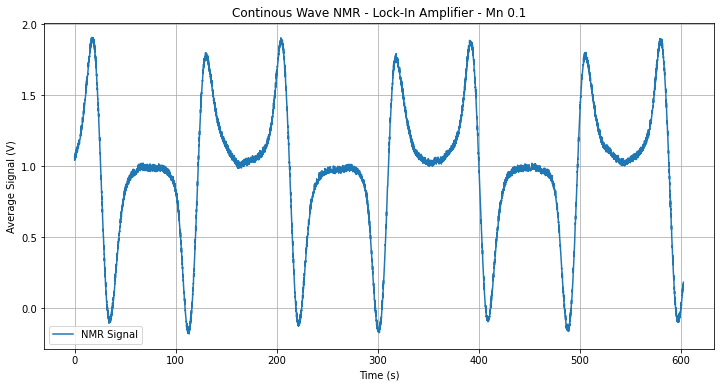 Continous Wave NMR - Lock-In Amplifier - Mn 0.1
2.0
1.5
1.0
0.5
0.0
Average Signal (V)
NMR Signal
0 100 200 300 400 500 600
Time (s)